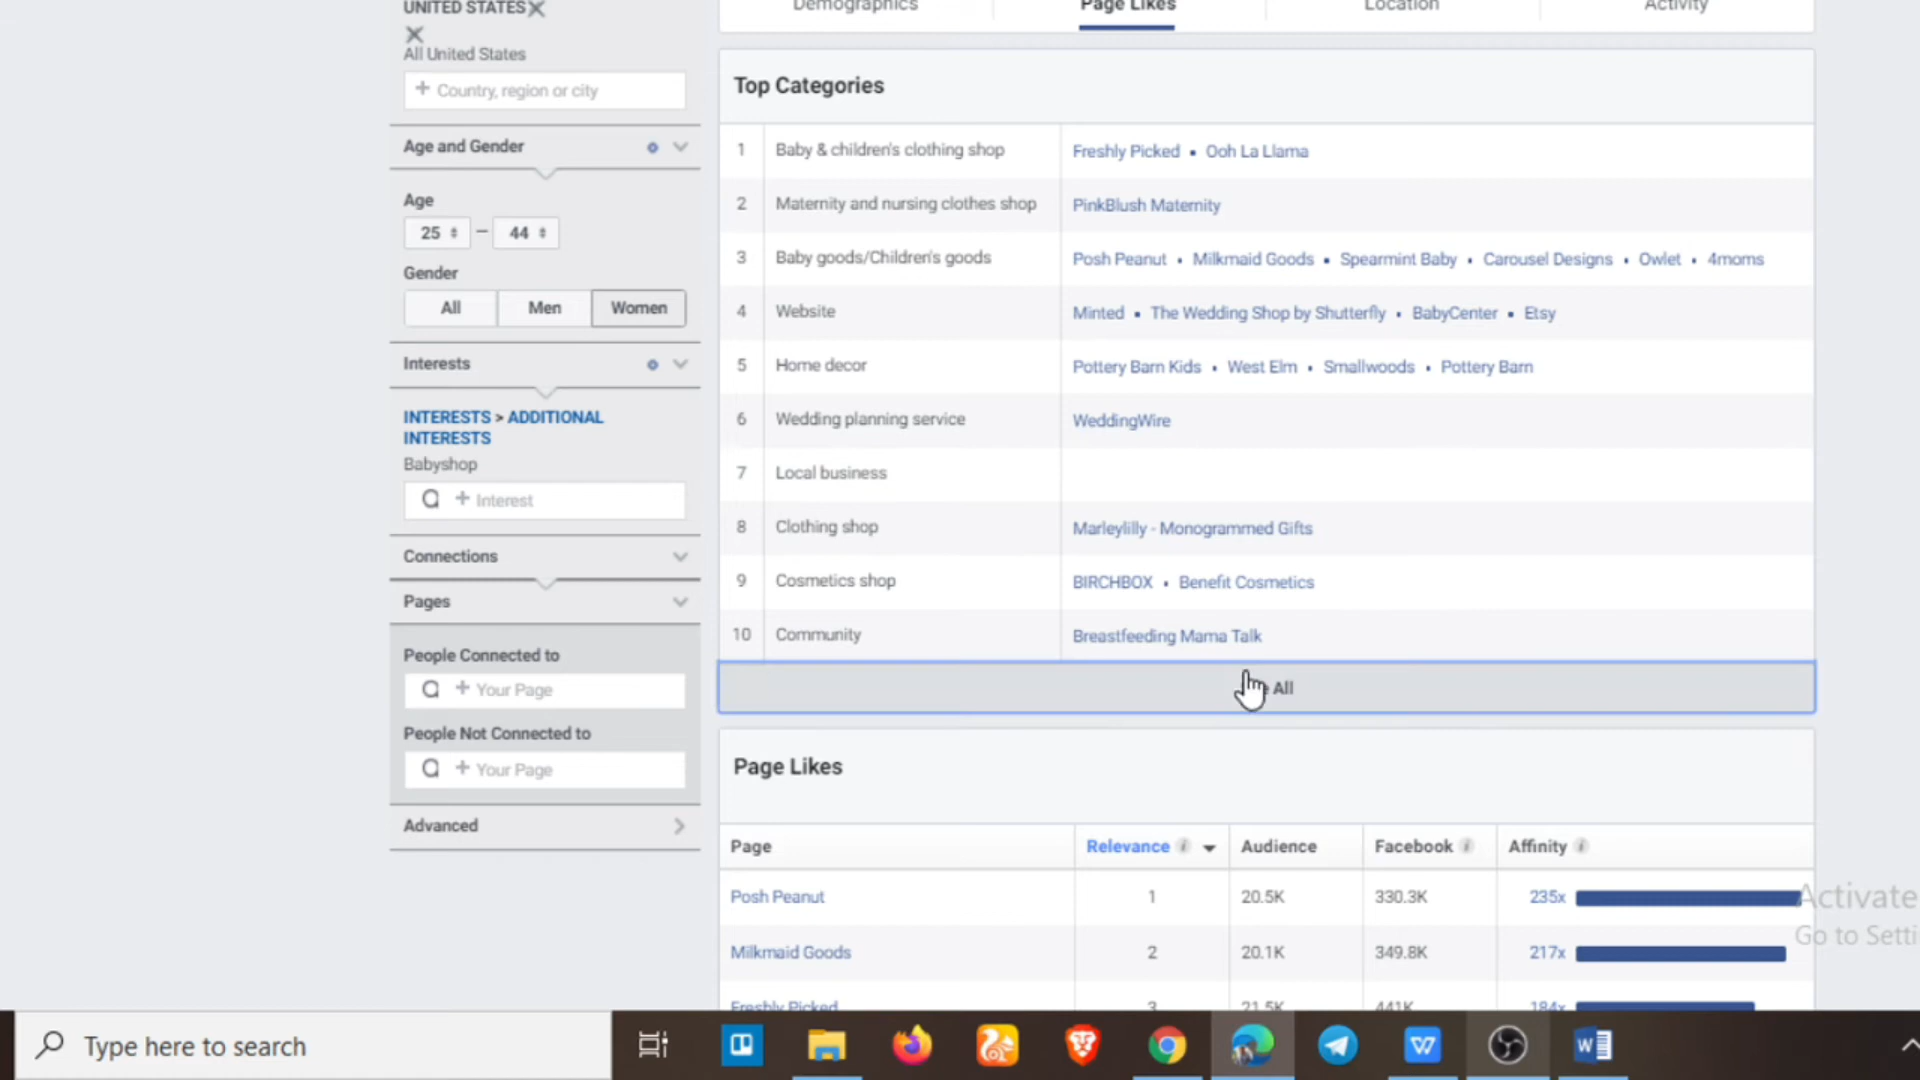 UNITED STATES
All United States
+ Country, region or city
Age and Gender
Age
25 – 44
Gender
All Men Women
Interests
INTERESTS > ADDITIONAL
INTERESTS
Babyshop
+ Interest
Connections
Pages
People Connected to
+ Your Page
People Not Connected to
+ Your Page
Advanced
Demographics Page Likes Location Activity
Top Categories
1 Baby & children's clothing shop Freshly Picked • Ooh La Llama
2 Maternity and nursing clothes shop PinkBlush Maternity
3 Baby goods/Children's goods Posh Peanut • Milkmaid Goods • Spearmint Baby • Carousel Designs • Owlet • 4moms
4 Website Minted • The Wedding Shop by Shutterfly • BabyCenter • Etsy
5 Home decor Pottery Barn Kids • West Elm • Smallwoods • Pottery Barn
6 Wedding planning service WeddingWire
7 Local business
8 Clothing shop Marleylilly - Monogrammed Gifts
9 Cosmetics shop BIRCHBOX • Benefit Cosmetics
10 Community Breastfeeding Mama Talk
All
Page Likes
Page Relevance Audience Facebook Affinity
Posh Peanut 1 20.5K 330.3K 235x
Milkmaid Goods 2 20.1K 349.8K 217x
Freshly Picked 3 21.5K 441K 184x
Activate
Go to Setti
Type here to search